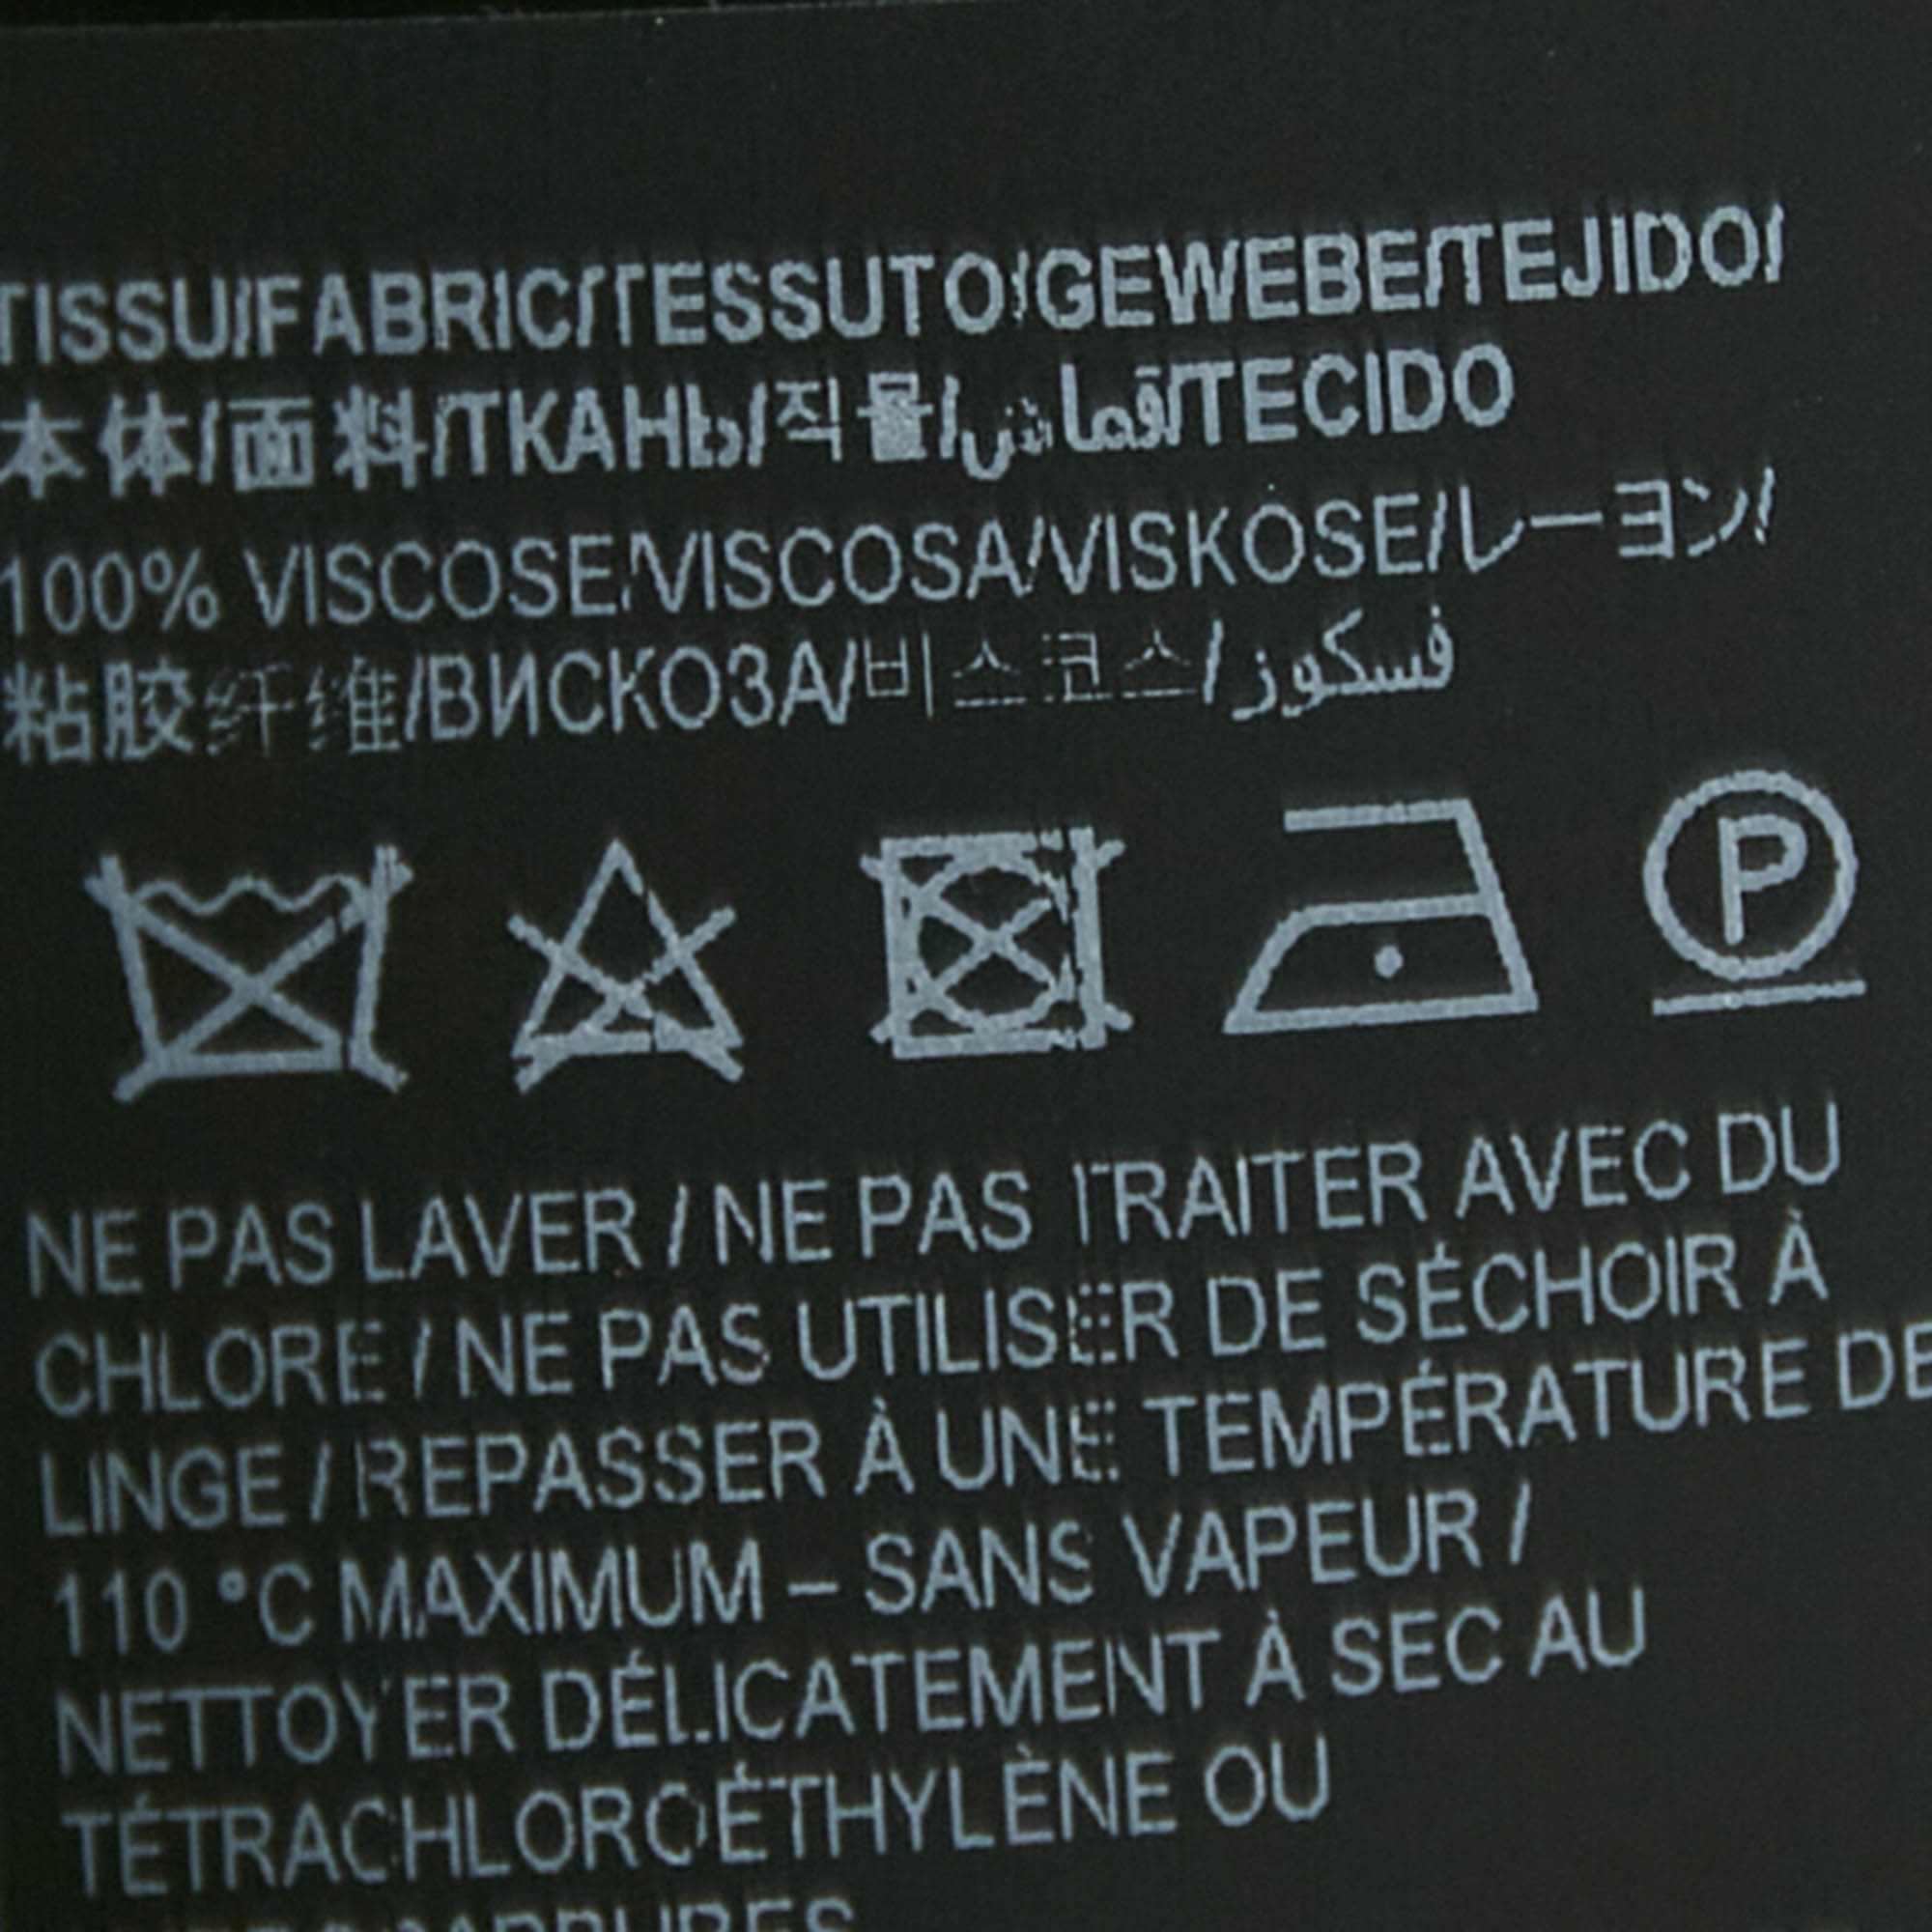 TISSU/FABRIC/TESSUTO/GEWEBE/TEJIDO/
本体/面料/ТКАНЬ/직물/قماش/TECIDO
100% VISCOSE/VISCOSA/VISKOSE/レーヨン/
粘胶纤维/ВИСКОЗА/비스코스/فسكوز
P
NE PAS LAVER / NE PAS TRAITER AVEC DU
CHLORE / NE PAS UTILISER DE SÉCHOIR À
LINGE / REPASSER À UNE TEMPÉRATURE DE
110 °C MAXIMUM – SANS VAPEUR /
NETTOYER DÉLICATEMENT À SEC AU
TÉTRACHLOROÉTHYLÈNE OU